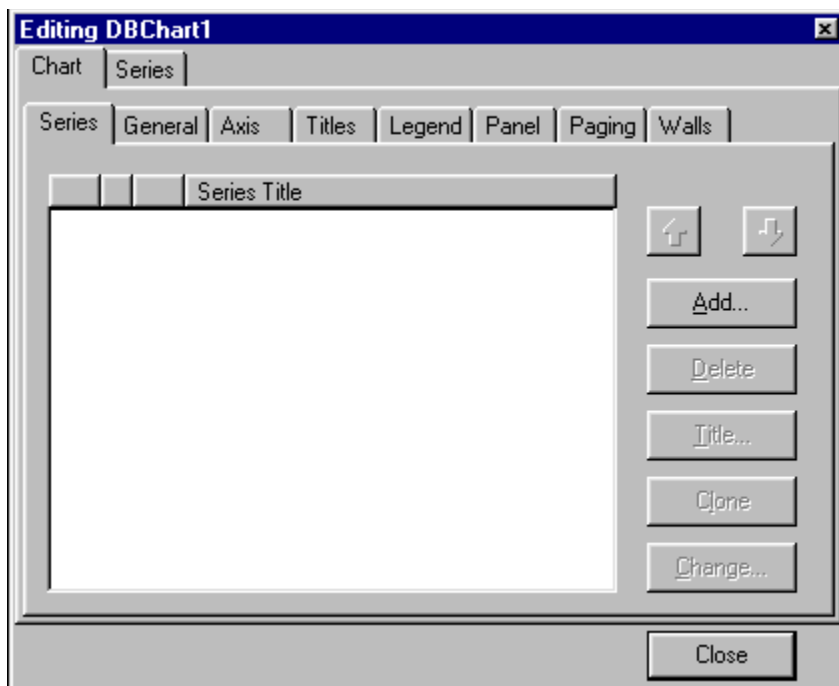 Editing DBChart1
Chart Series
Series General Axis Titles Legend Panel Paging Walls
Series Title
Add...
Delete
Title...
Clone
Change...
Close